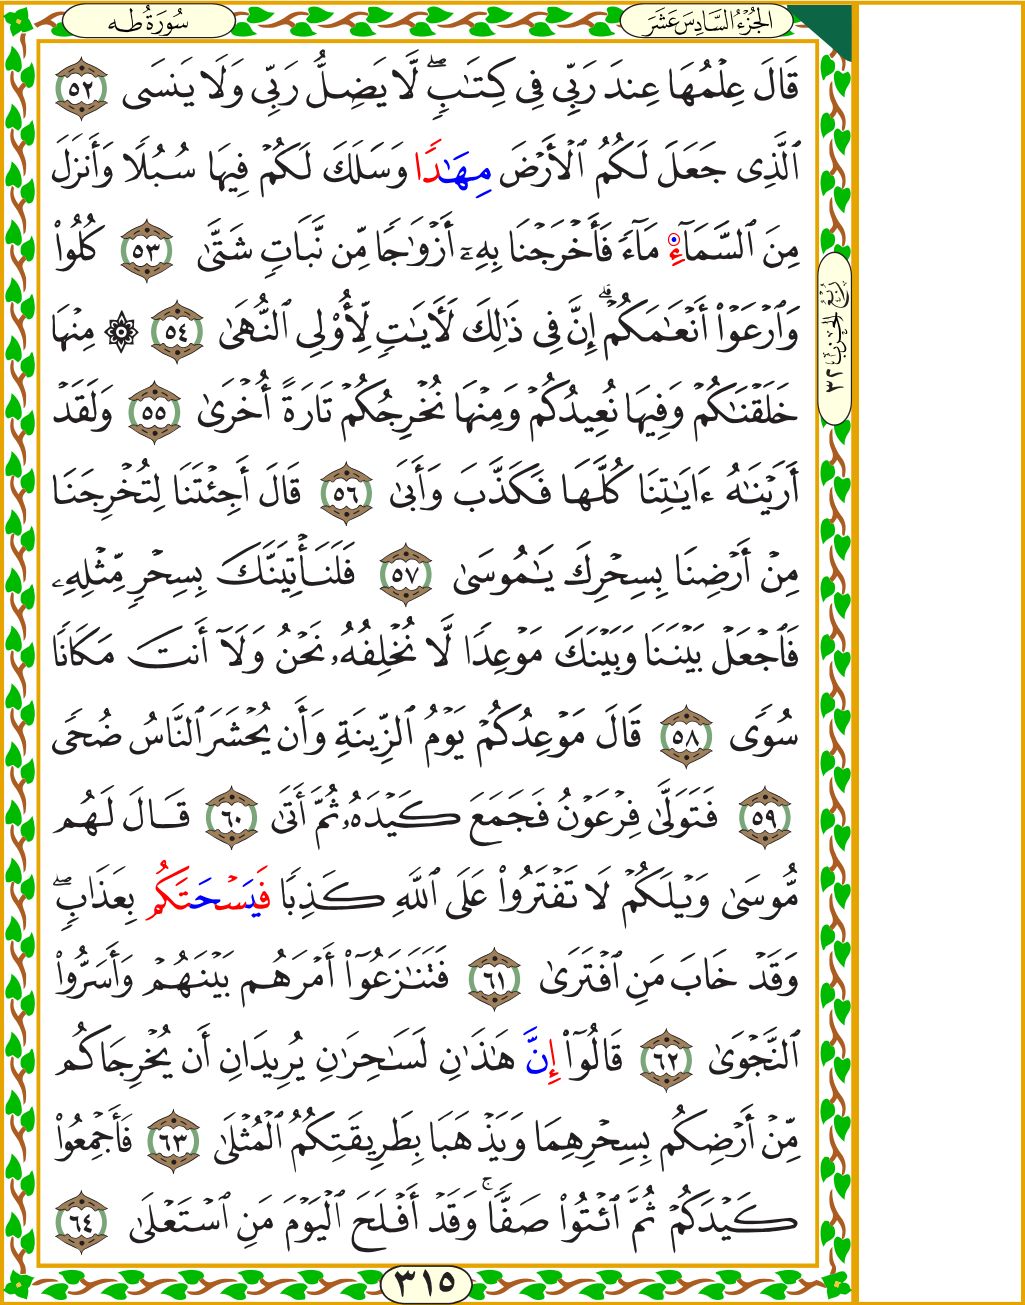 الجُزْءُ السَّادِسَ عَشَرَ
سُورَةُ طه
قَالَ عِلْمُهَا عِندَ رَبِّى فِى كِتَـٰبٍۖ لَّا يَضِلُّ رَبِّى وَلَا يَنسَى ٥٢
ٱلَّذِى جَعَلَ لَكُمُ ٱلْأَرْضَ مِهَـٰدًا وَسَلَكَ لَكُمْ فِيهَا سُبُلًا وَأَنزَلَ
مِنَ ٱلسَّمَآءِ مَآءً فَأَخْرَجْنَا بِهِۦٓ أَزْوَٰجًا مِّن نَّبَاتٍ شَتَّىٰ ٥٣ كُلُوا۟
وَٱرْعَوْا۟ أَنْعَـٰمَكُمْۗ إِنَّ فِى ذَٰلِكَ لَـَٔايَـٰتٍ لِّأُو۟لِى ٱلنُّهَىٰ ٥٤ ۞ مِنْهَا
خَلَقْنَـٰكُمْ وَفِيهَا نُعِيدُكُمْ وَمِنْهَا نُخْرِجُكُمْ تَارَةً أُخْرَىٰ ٥٥ وَلَقَدْ
أَرَيْنَـٰهُ ءَايَـٰتِنَا كُلَّهَا فَكَذَّبَ وَأَبَىٰ ٥٦ قَالَ أَجِئْتَنَا لِتُخْرِجَنَا
مِنْ أَرْضِنَا بِسِحْرِكَ يَـٰمُوسَىٰ ٥٧ فَلَنَأْتِيَنَّكَ بِسِحْرٍ مِّثْلِهِۦ
فَٱجْعَلْ بَيْنَنَا وَبَيْنَكَ مَوْعِدًا لَّا نُخْلِفُهُۥ نَحْنُ وَلَآ أَنتَ مَكَانًا
سُوًى ٥٨ قَالَ مَوْعِدُكُمْ يَوْمُ ٱلزِّينَةِ وَأَن يُحْشَرَ ٱلنَّاسُ ضُحًى
٥٩ فَتَوَلَّىٰ فِرْعَوْنُ فَجَمَعَ كَيْدَهُۥ ثُمَّ أَتَىٰ ٦٠ قَالَ لَهُم
مُّوسَىٰ وَيْلَكُمْ لَا تَفْتَرُوا۟ عَلَى ٱللَّهِ كَذِبًا فَيَسْحَتَكُم بِعَذَابٍۖ
وَقَدْ خَابَ مَنِ ٱفْتَرَىٰ ٦١ فَتَنَـٰزَعُوٓا۟ أَمْرَهُم بَيْنَهُمْ وَأَسَرُّوا۟
ٱلنَّجْوَىٰ ٦٢ قَالُوٓا۟ إِنَّ هَـٰذَٰنِ لَسَـٰحِرَٰنِ يُرِيدَانِ أَن يُخْرِجَاكُم
مِّنْ أَرْضِكُم بِسِحْرِهِمَا وَيَذْهَبَا بِطَرِيقَتِكُمُ ٱلْمُثْلَىٰ ٦٣ فَأَجْمِعُوا۟
كَيْدَكُمْ ثُمَّ ٱئْتُوا۟ صَفًّاۚ وَقَدْ أَفْلَحَ ٱلْيَوْمَ مَنِ ٱسْتَعْلَىٰ ٦٤
رُبْعُ الحِزْبِ ٣٢
٣١٥